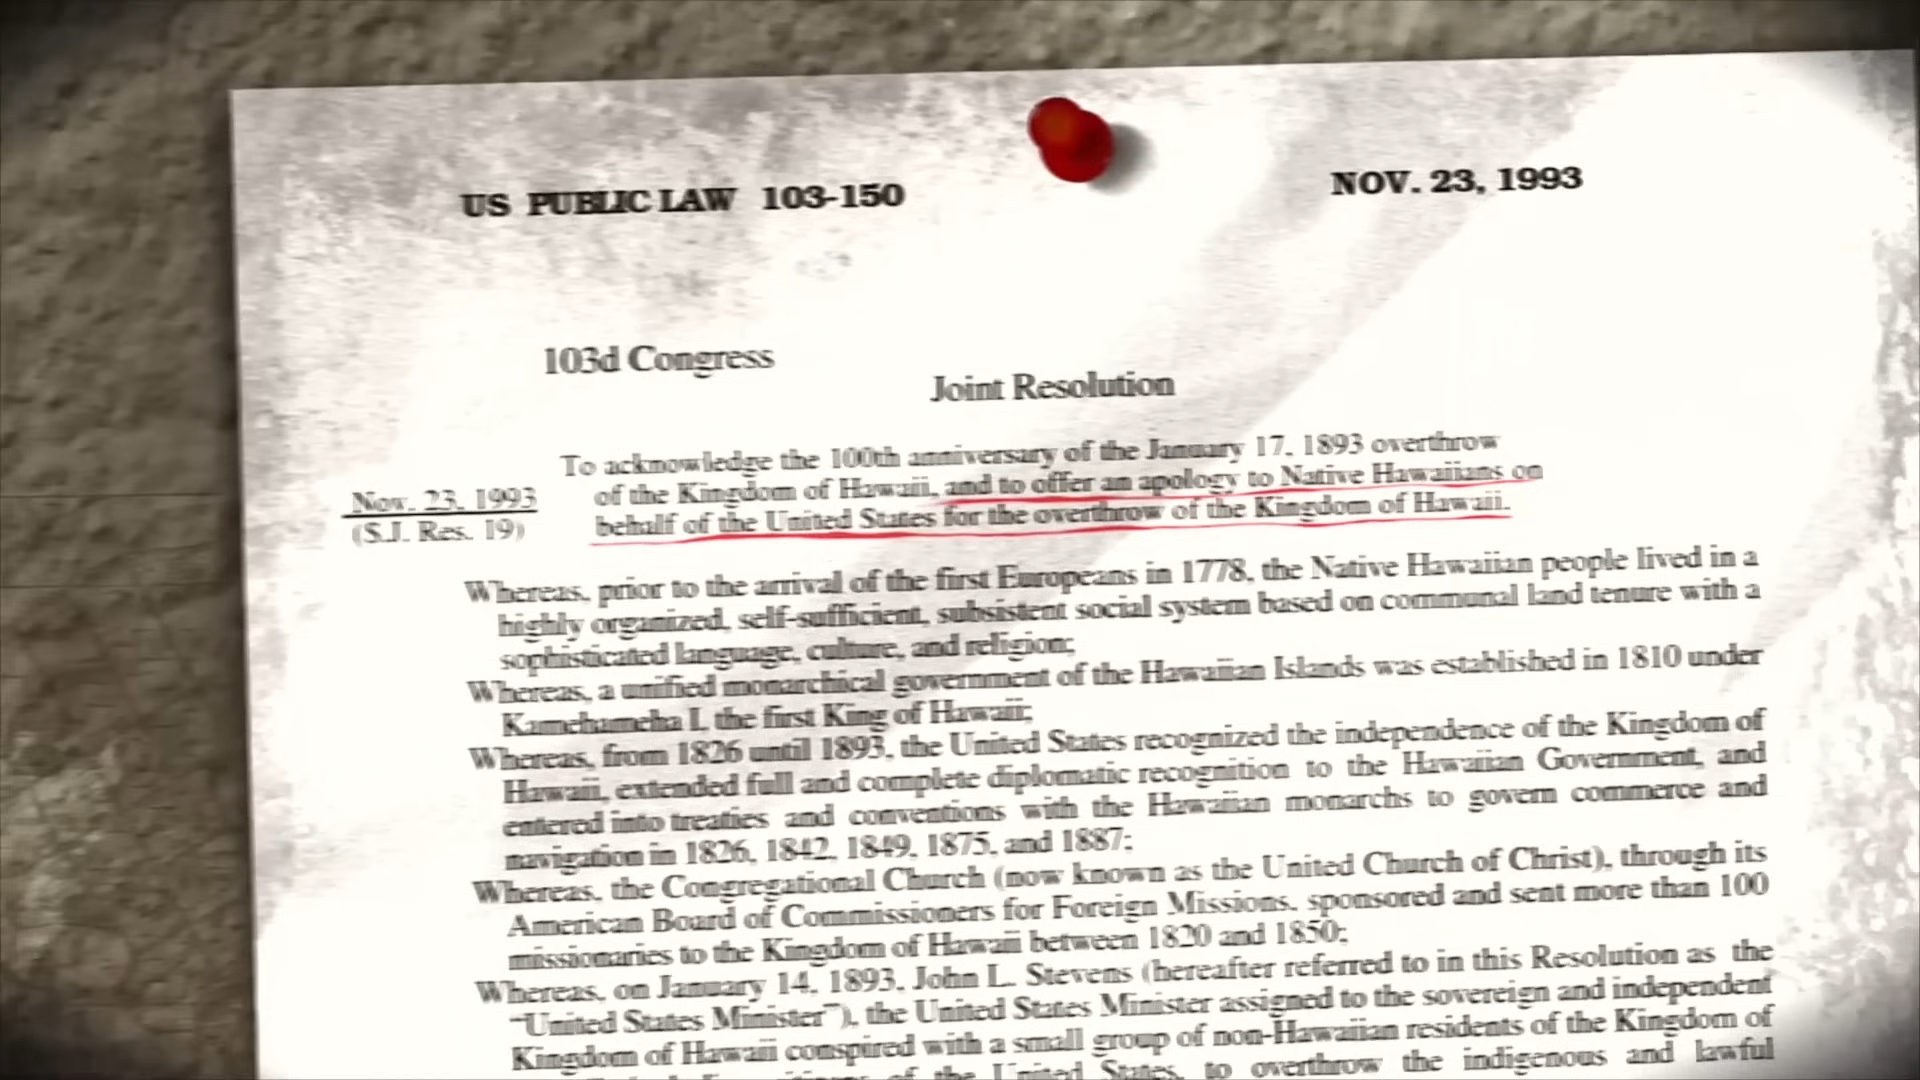 US PUBLIC LAW 103-150
NOV. 23, 1993
103d Congress
Joint Resolution
To acknowledge the 100th anniversary of the January 17, 1893 overthrow
of the Kingdom of Hawaii, and to offer an apology to Native Hawaiians on
behalf of the United States for the overthrow of the Kingdom of Hawaii.
Nov. 23, 1993
(S.J. Res. 19)
Whereas, prior to the arrival of the first Europeans in 1778, the Native Hawaiian people lived in a
highly organized, self-sufficient, subsistent social system based on communal land tenure with a
sophisticated language, culture, and religion;
Whereas, a unified monarchical government of the Hawaiian Islands was established in 1810 under
Kamehameha I, the first King of Hawaii;
Whereas, from 1826 until 1893, the United States recognized the independence of the Kingdom of
Hawaii, extended full and complete diplomatic recognition to the Hawaiian Government, and
entered into treaties and conventions with the Hawaiian monarchs to govern commerce and
navigation in 1826, 1842, 1849, 1875, and 1887;
Whereas, the Congregational Church (now known as the United Church of Christ), through its
American Board of Commissioners for Foreign Missions, sponsored and sent more than 100
missionaries to the Kingdom of Hawaii between 1820 and 1850;
Whereas, on January 14, 1893, John L. Stevens (hereafter referred to in this Resolution as the
"United States Minister"), the United States Minister assigned to the sovereign and independent
Kingdom of Hawaii conspired with a small group of non-Hawaiian residents of the Kingdom of
of the United States, to overthrow the indigenous and lawful